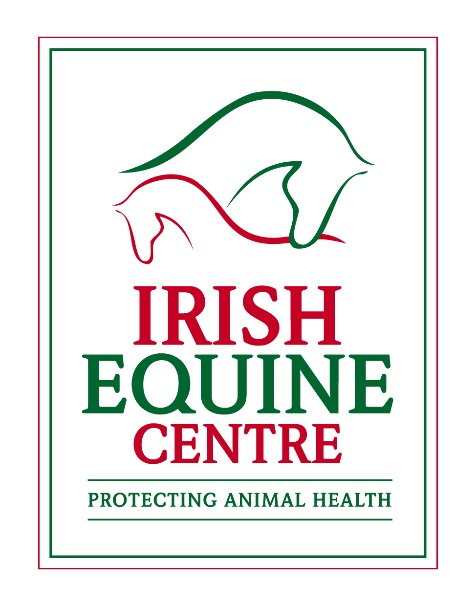 IRISH
EQUINE
CENTRE
PROTECTING ANIMAL HEALTH